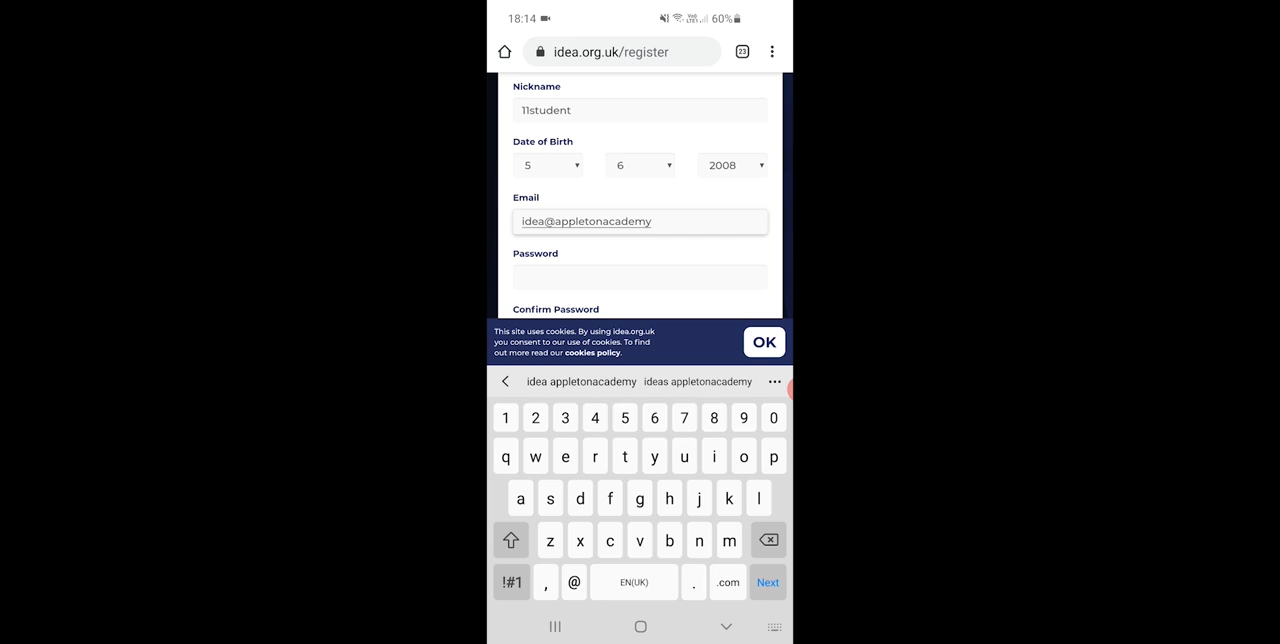 18:14 60%
idea.org.uk/register 23
Nickname
11student
Date of Birth
5 6 2008
Email
idea@appletonacademy
Password
Confirm Password
This site uses cookies. By using idea.org.uk
you consent to our use of cookies. To find
out more read our cookies policy.
OK
idea appletonacademy ideas appletonacademy
1 2 3 4 5 6 7 8 9 0
q w e r t y u i o p
a s d f g h j k l
z x c v b n m
!#1 , @ EN(UK) . .com Next